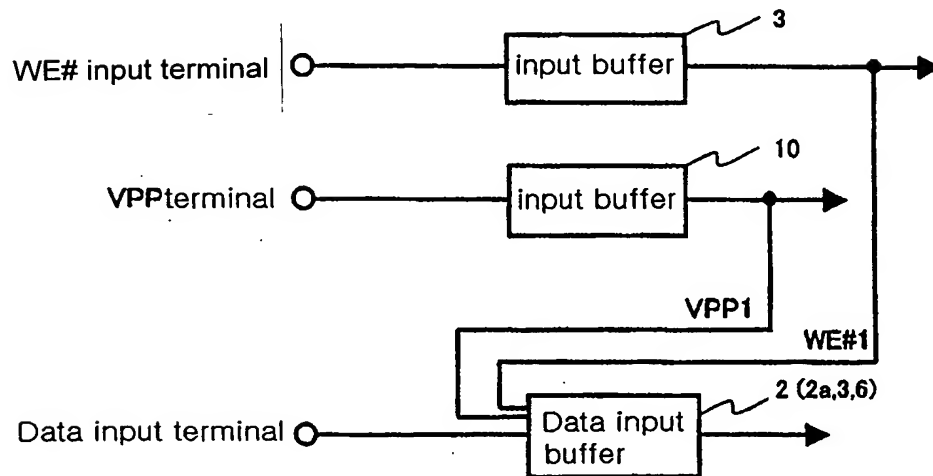 3
WE# input terminal
input buffer
10
VPPterminal
input buffer
VPP1
WE#1
2 (2a,3,6)
Data input terminal
Data input
buffer